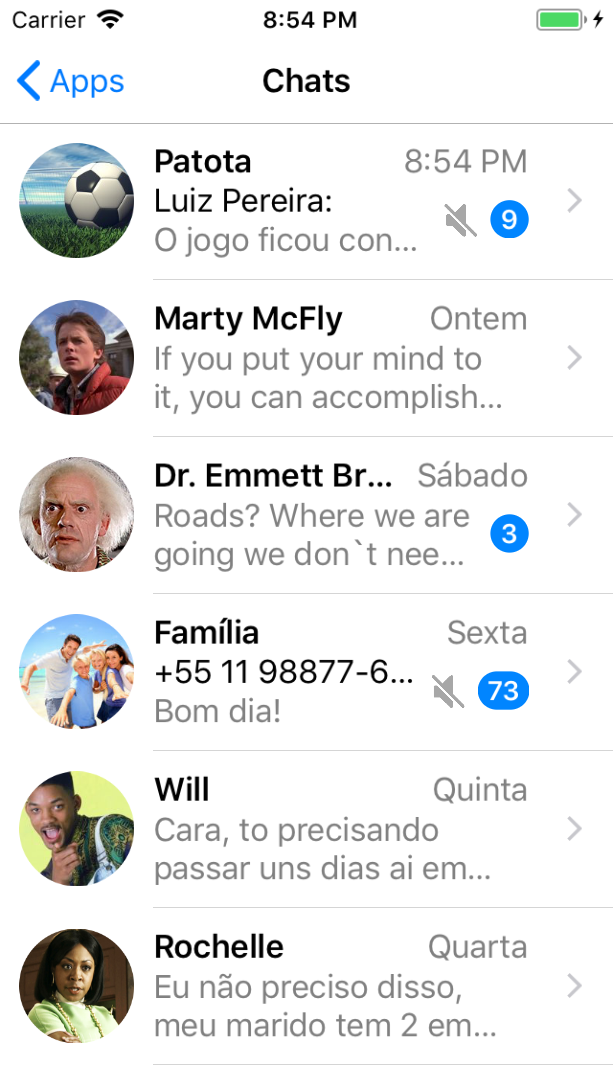 Carrier 8:54 PM
Apps Chats
Patota 8:54 PM
Luiz Pereira:
O jogo ficou con... 9
Marty McFly Ontem
If you put your mind to
it, you can accomplish...
Dr. Emmett Br... Sábado
Roads? Where we are
going we don`t nee... 3
Família Sexta
+55 11 98877-6... 73
Bom dia!
Will Quinta
Cara, to precisando
passar uns dias ai em...
Rochelle Quarta
Eu não preciso disso,
meu marido tem 2 em...